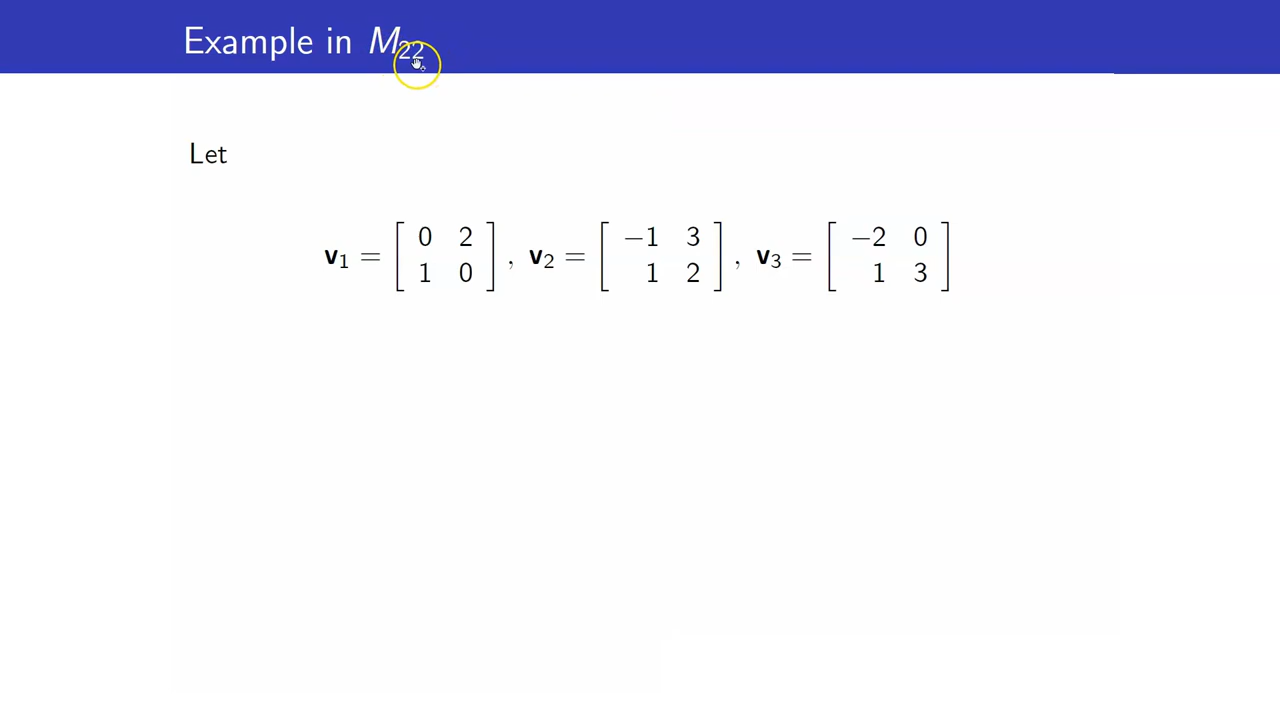 Example in M₂₂
Let
v₁ = [ 0 2 ] , v₂ = [ −1 3 ] , v₃ = [ −2 0 ]
[ 1 0 ] [ 1 2 ] [ 1 3 ]